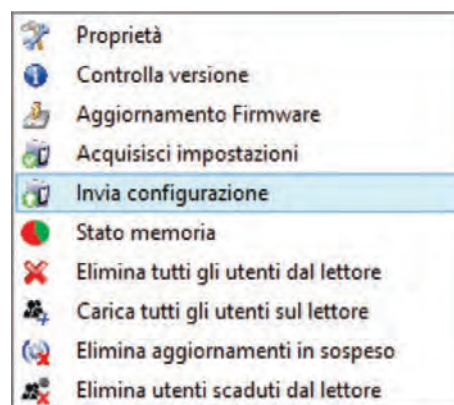 Proprietà
Controlla versione
Aggiornamento Firmware
Acquisisci impostazioni
Invia configurazione
Stato memoria
Elimina tutti gli utenti dal lettore
Carica tutti gli utenti sul lettore
Elimina aggiornamenti in sospeso
Elimina utenti scaduti dal lettore